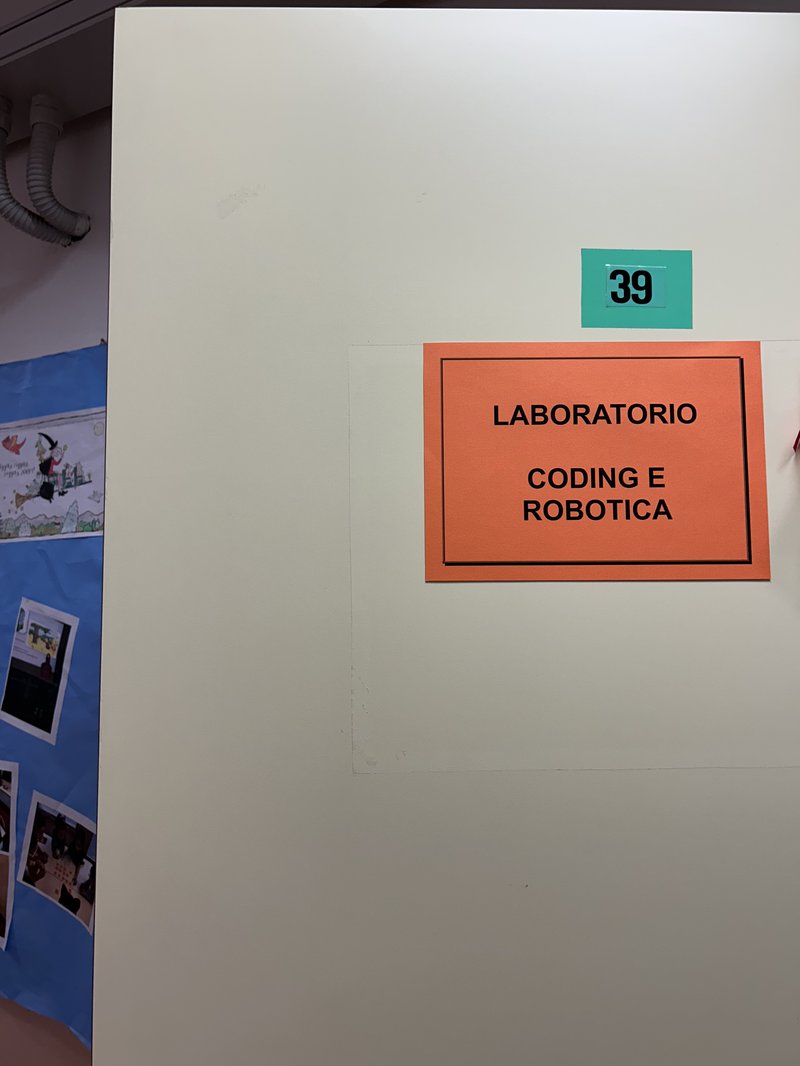 39
LABORATORIO
CODING E
ROBOTICA